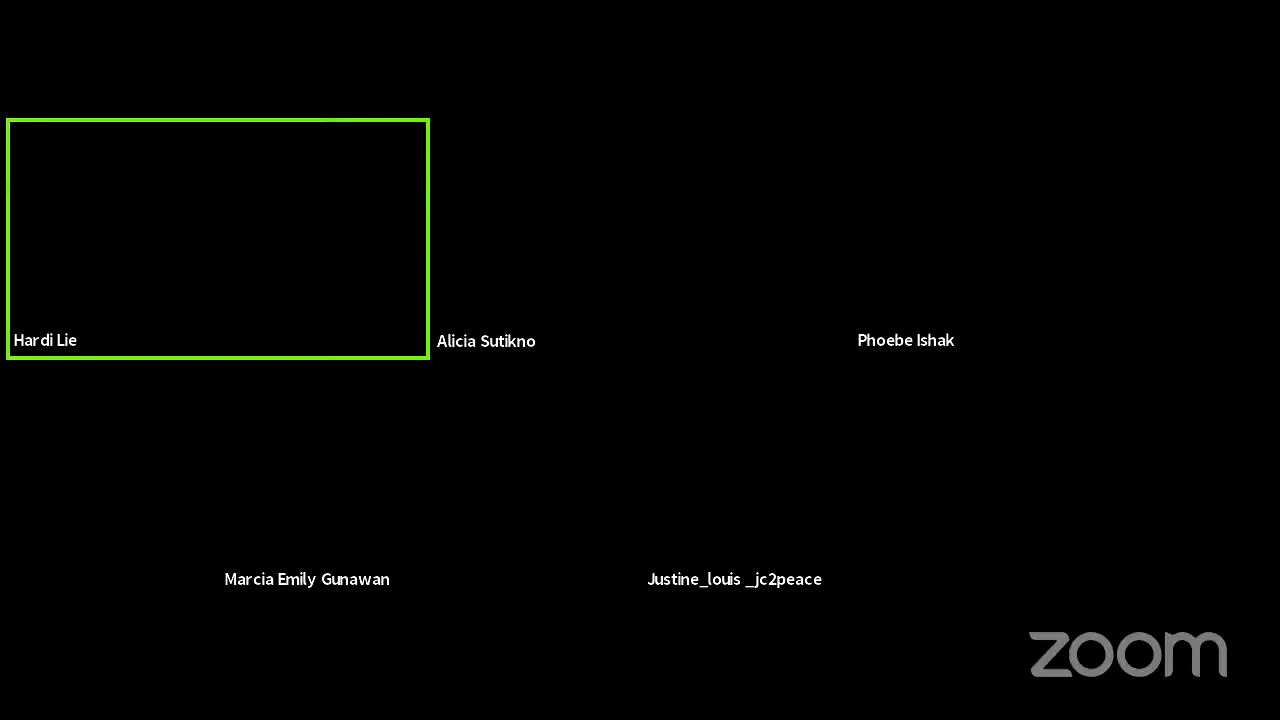 Hardi Lie
Alicia Sutikno
Phoebe Ishak
Marcia Emily Gunawan
Justine_louis _jc2peace
zoom